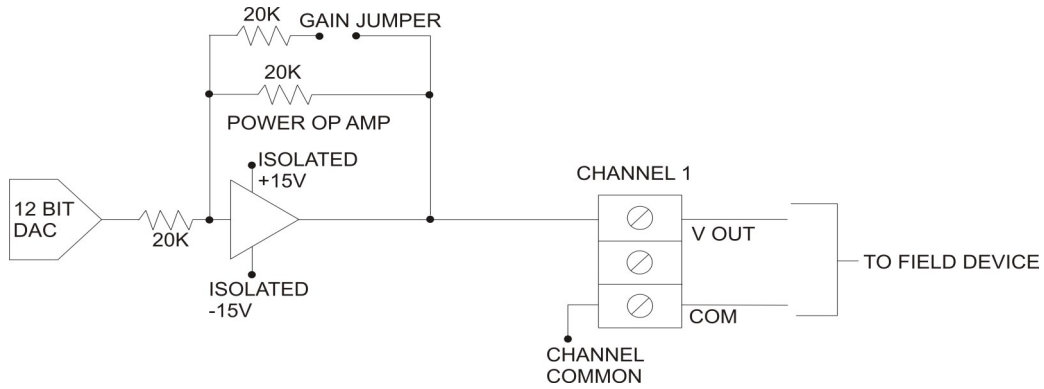 20K
GAIN JUMPER
20K
POWER OP AMP
ISOLATED
+15V
CHANNEL 1
12 BIT
DAC
20K
V OUT
TO FIELD DEVICE
ISOLATED
-15V
COM
CHANNEL
COMMON